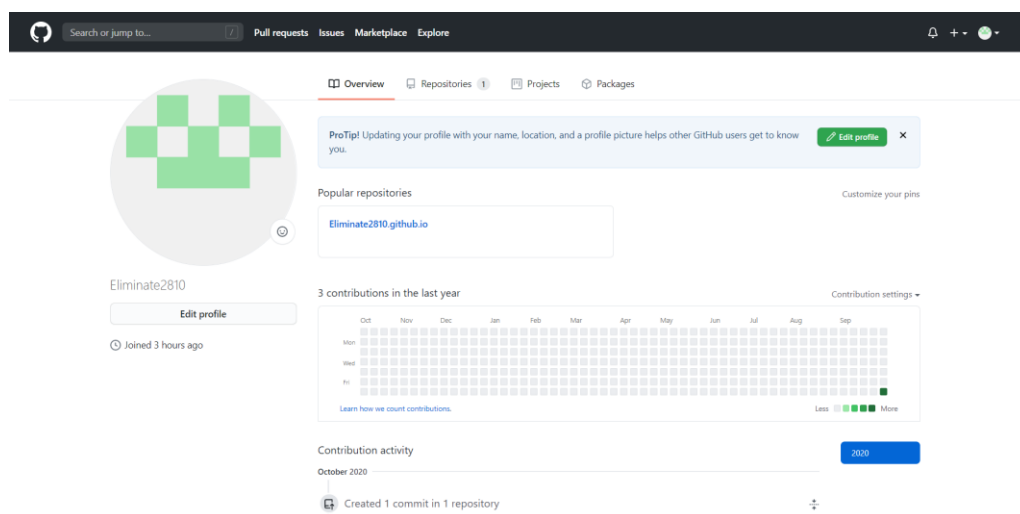 Search or jump to... /
Pull requests Issues Marketplace Explore
Overview Repositories 1 Projects Packages
ProTip! Updating your profile with your name, location, and a profile picture helps other GitHub users get to know
you.
Edit profile
Popular repositories
Customize your pins
Eliminate2810.github.io
Eliminate2810
Edit profile
Joined 3 hours ago
3 contributions in the last year
Contribution settings
Oct Nov Dec Jan Feb Mar Apr May Jun Jul Aug Sep
Mon
Wed
Fri
Learn how we count contributions.
Less More
Contribution activity
2020
October 2020
Created 1 commit in 1 repository